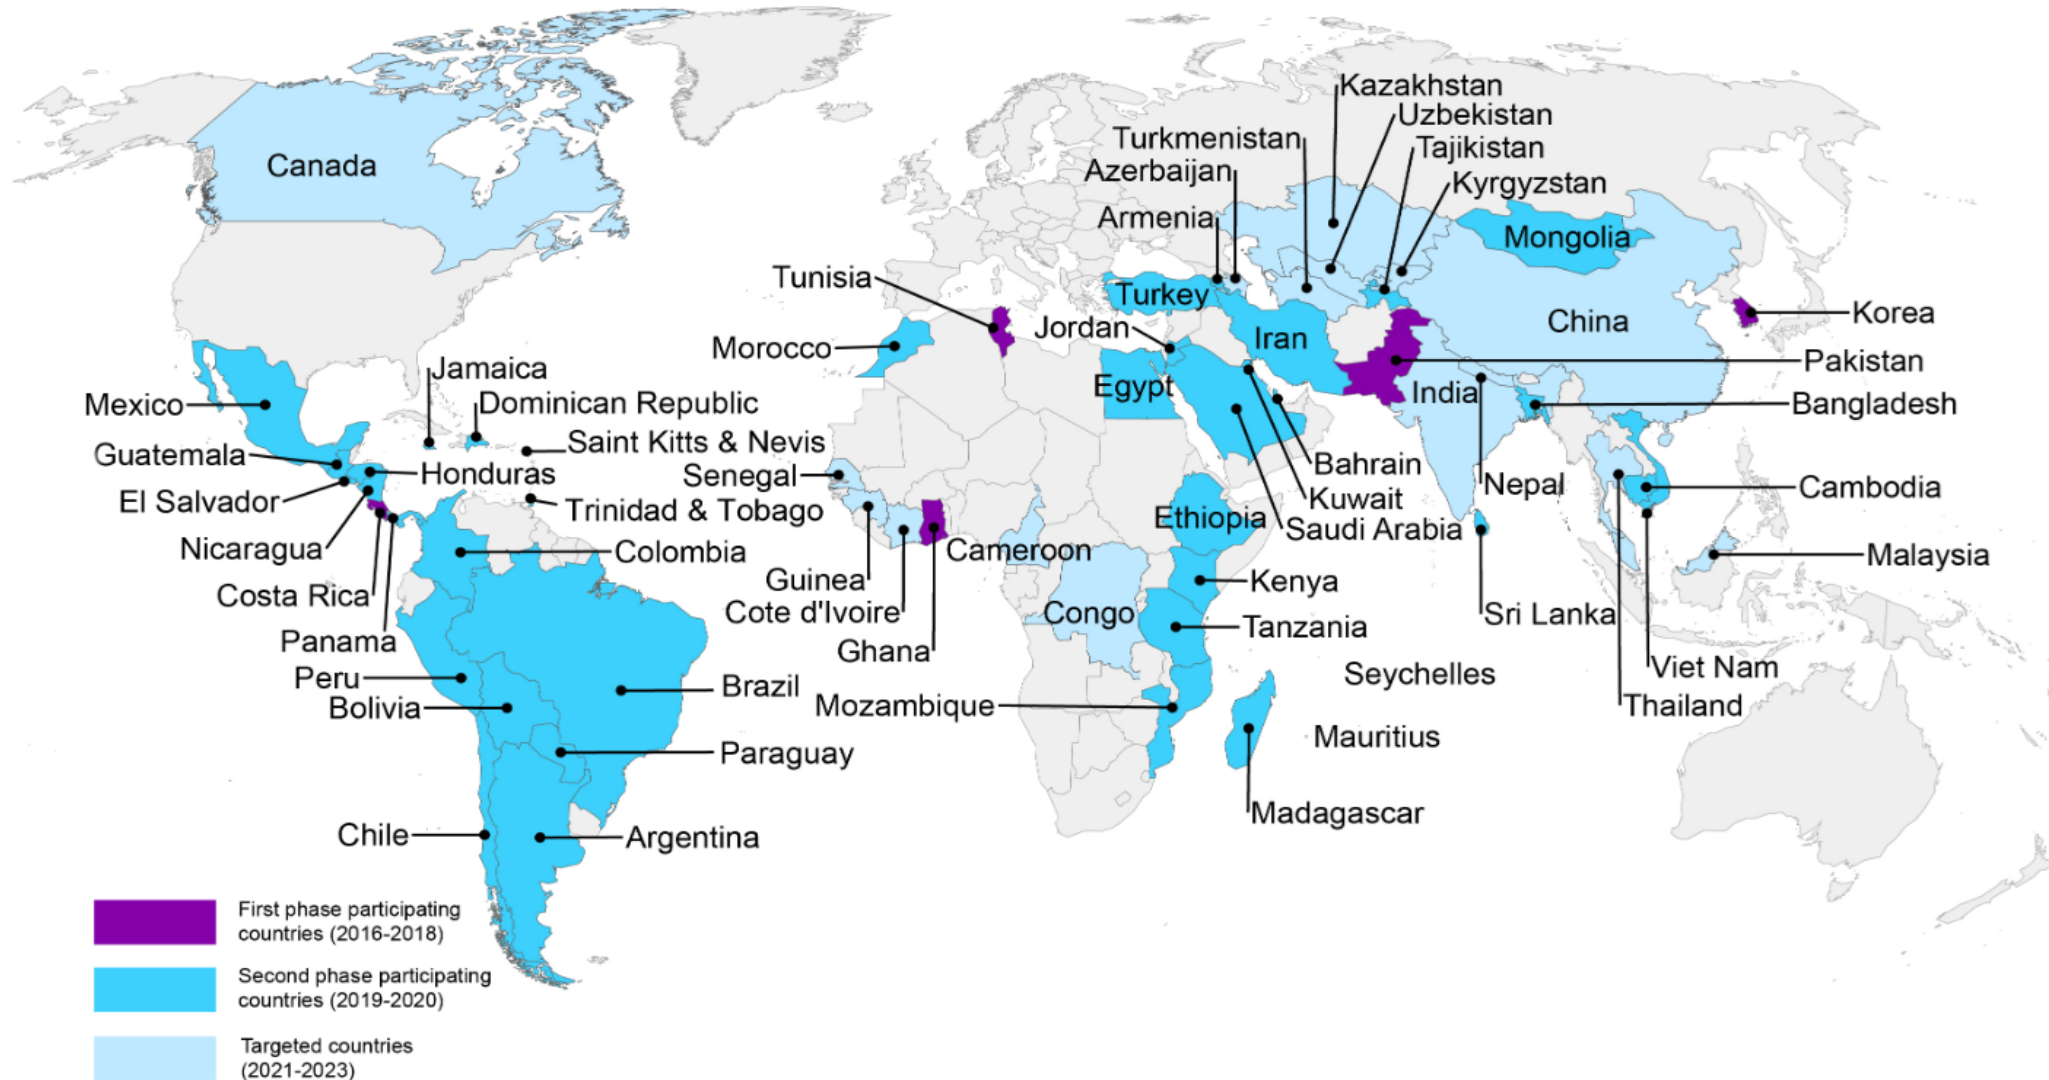 Kazakhstan
Uzbekistan
Turkmenistan
Tajikistan
Canada
Azerbaijan
Kyrgyzstan
Armenia
Mongolia
Tunisia
Turkey
Jordan
Iran
China
Korea
Morocco
Pakistan
Jamaica
Egypt
India
Mexico
Dominican Republic
Bangladesh
Saint Kitts & Nevis
Guatemala
Honduras
Senegal
Bahrain
Nepal
Cambodia
El Salvador
Trinidad & Tobago
Kuwait
Ethiopia
Saudi Arabia
Nicaragua
Colombia
Cameroon
Malaysia
Guinea
Kenya
Costa Rica
Cote d'Ivoire
Congo
Sri Lanka
Tanzania
Panama
Ghana
Viet Nam
Peru
Seychelles
Brazil
Bolivia
Mozambique
Thailand
Mauritius
Paraguay
Madagascar
Chile
Argentina
First phase participating
countries (2016-2018)
Second phase participating
countries (2019-2020)
Targeted countries
(2021-2023)